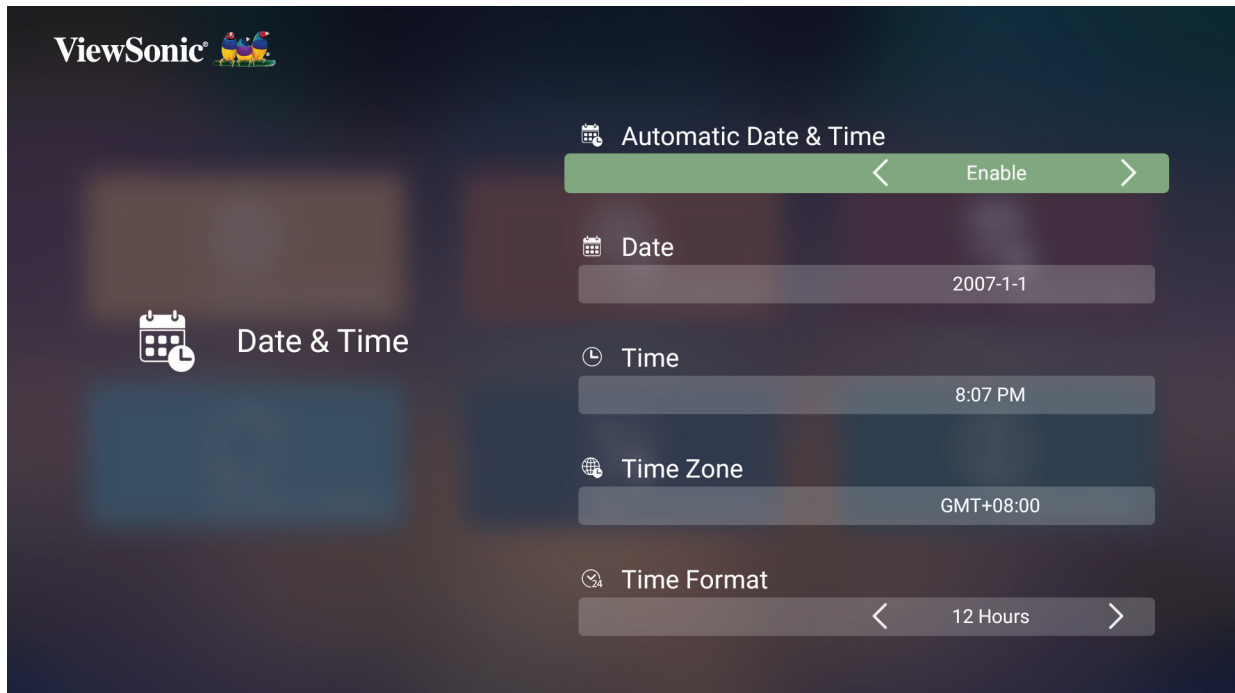 ViewSonic®
Automatic Date & Time
Enable
Date
2007-1-1
Date & Time
Time
8:07 PM
Time Zone
GMT+08:00
24
Time Format
12 Hours